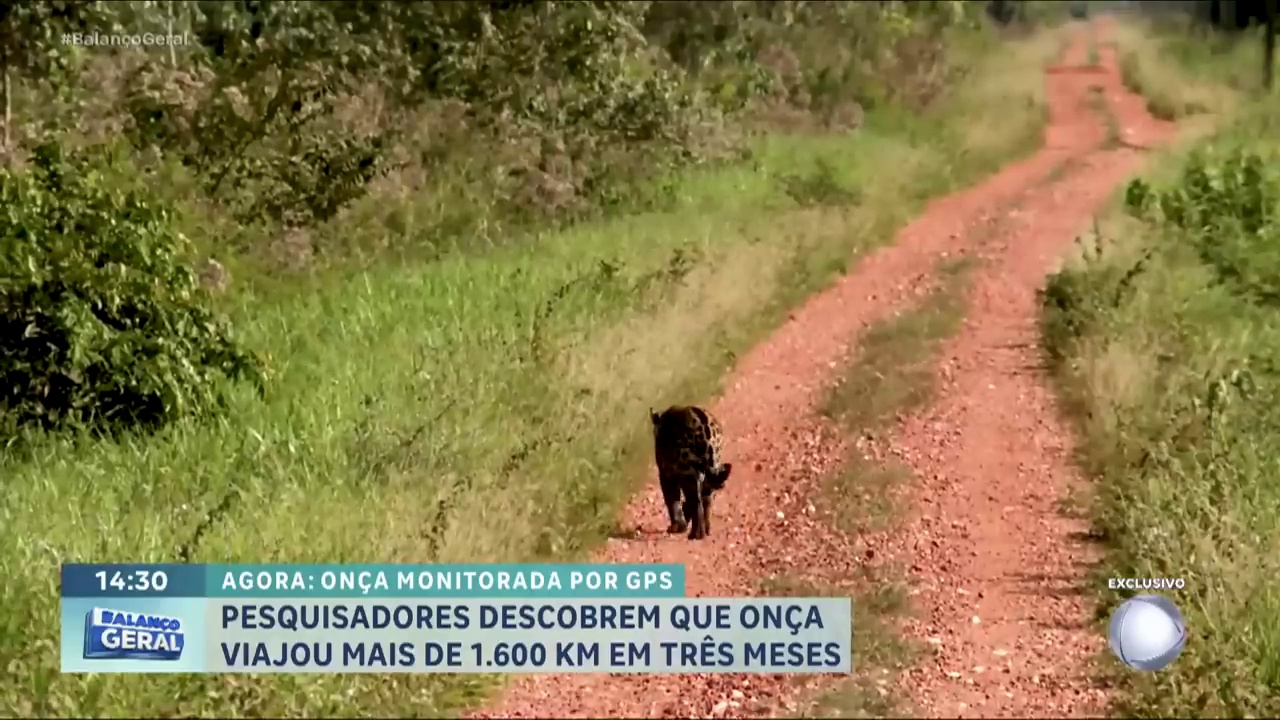 #BalançoGeral
14:30
AGORA: ONÇA MONITORADA POR GPS
BALANÇO
GERAL
PESQUISADORES DESCOBREM QUE ONÇA
VIAJOU MAIS DE 1.600 KM EM TRÊS MESES
EXCLUSIVO